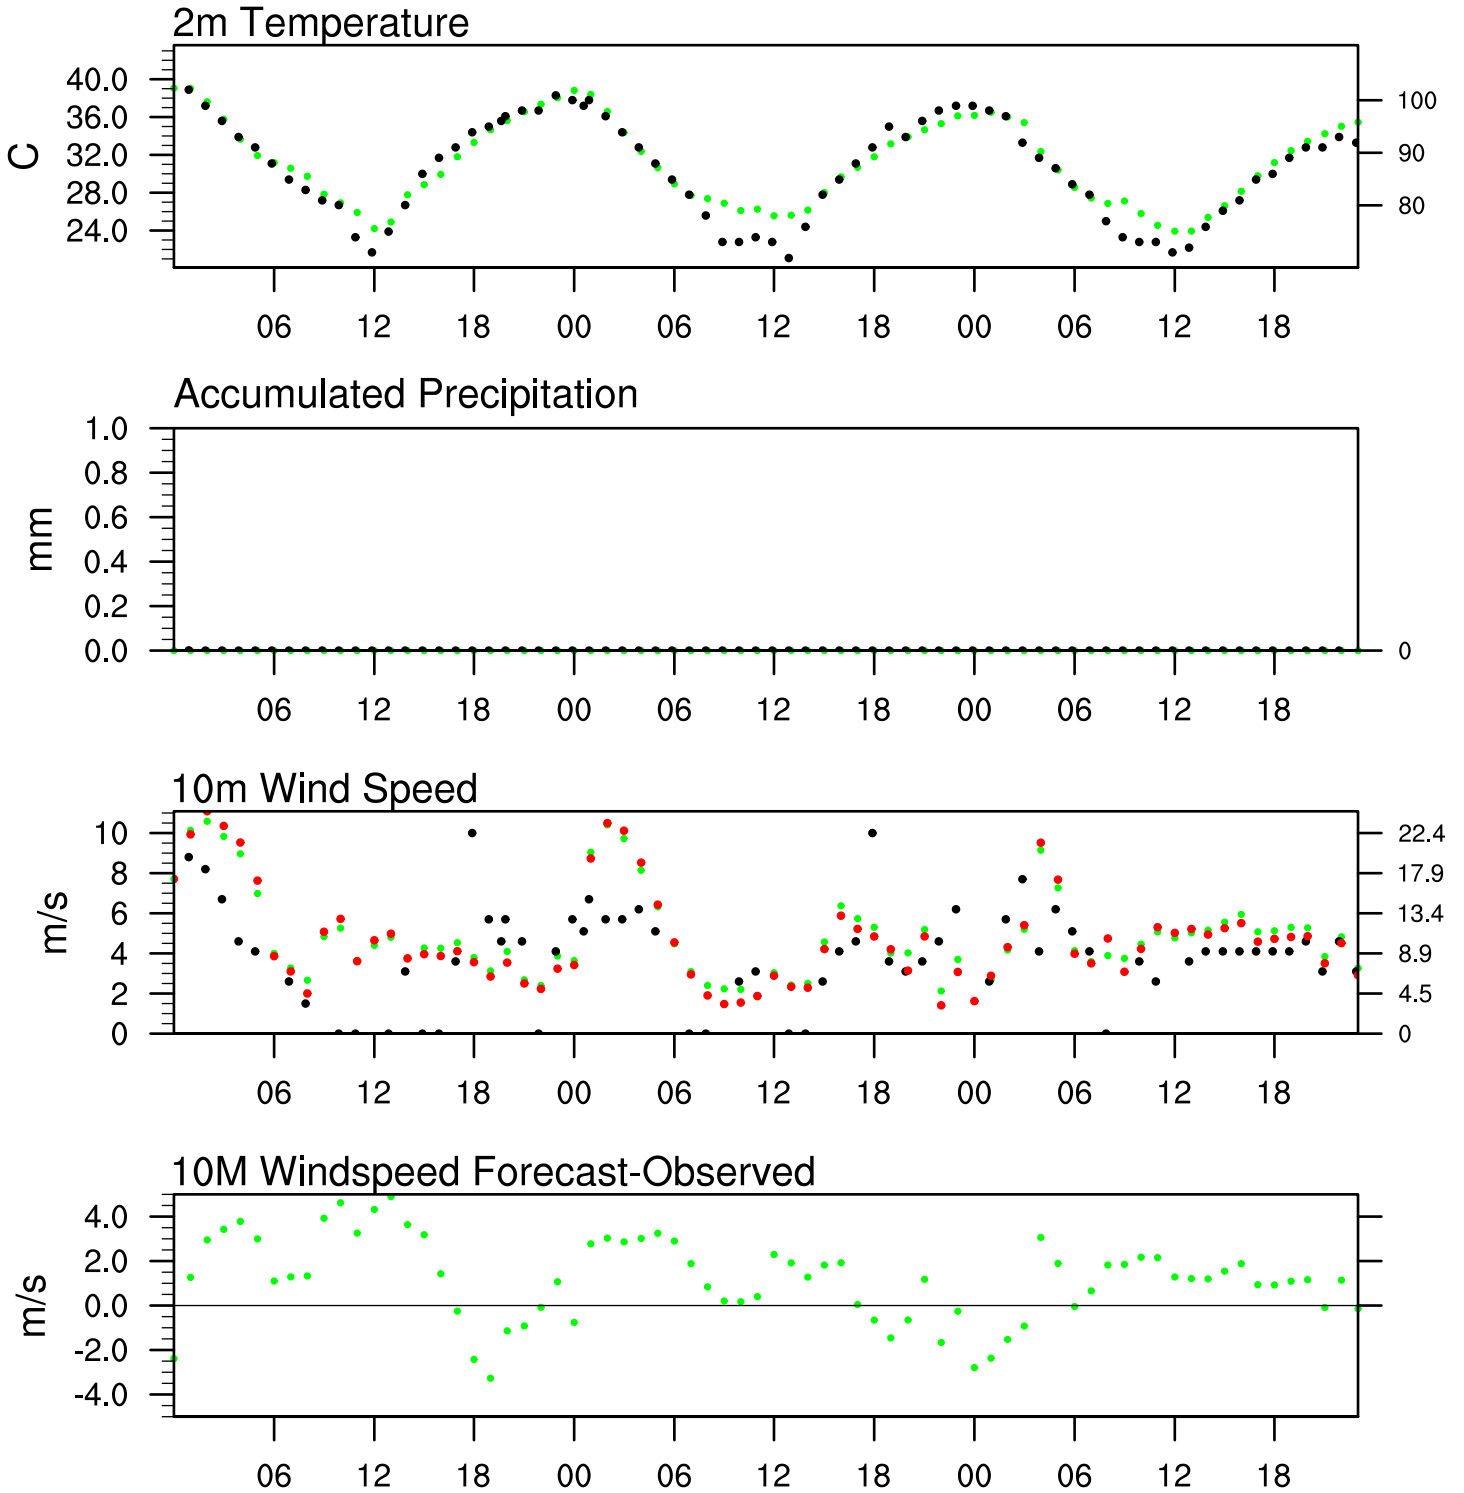 2m Temperature
40.0
36.0
32.0
28.0
24.0
C
100
90
80
06 12 18 00 06 12 18 00 06 12 18
Accumulated Precipitation
1.0
0.8
0.6
0.4
0.2
0.0
mm
0
06 12 18 00 06 12 18 00 06 12 18
10m Wind Speed
10
8
6
4
2
0
m/s
22.4
17.9
13.4
8.9
4.5
0
06 12 18 00 06 12 18 00 06 12 18
10M Windspeed Forecast-Observed
4.0
2.0
0.0
-2.0
-4.0
m/s
06 12 18 00 06 12 18 00 06 12 18